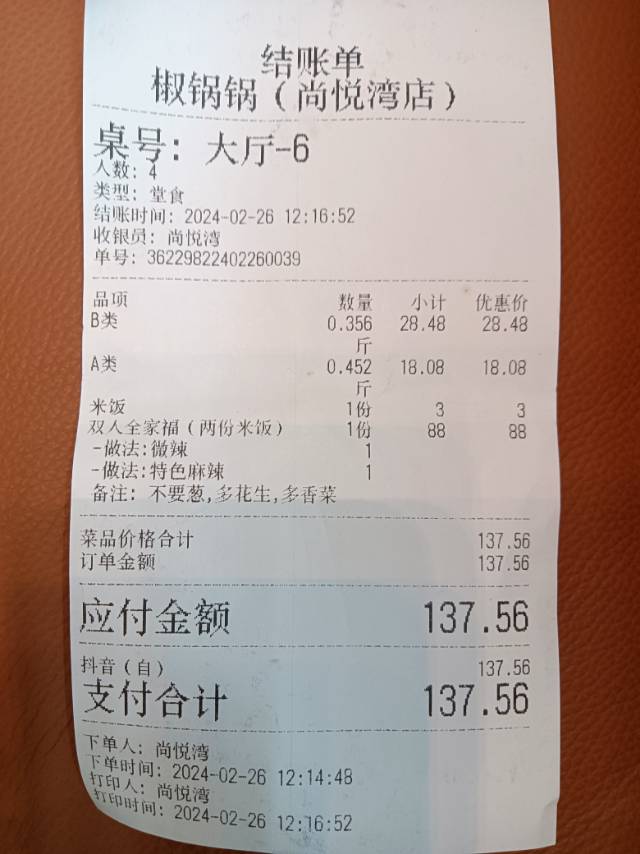 结账单
椒锅锅（尚悦湾店）
桌号: 大厅-6
人数: 4
类型: 堂食
结账时间: 2024-02-26 12:16:52
收银员: 尚悦湾
单号: 36229822402260039
品项 数量 小计 优惠价
B类 0.356 28.48 28.48
斤
A类 0.452 18.08 18.08
斤
米饭 1份 3 3
双人全家福（两份米饭） 1份 88 88
-做法:微辣 1
-做法:特色麻辣 1
备注: 不要葱,多花生,多香菜
菜品价格合计 137.56
订单金额 137.56
应付金额 137.56
抖音（自） 137.56
支付合计 137.56
下单人: 尚悦湾
下单时间: 2024-02-26 12:14:48
打印人: 尚悦湾
打印时间: 2024-02-26 12:16:52